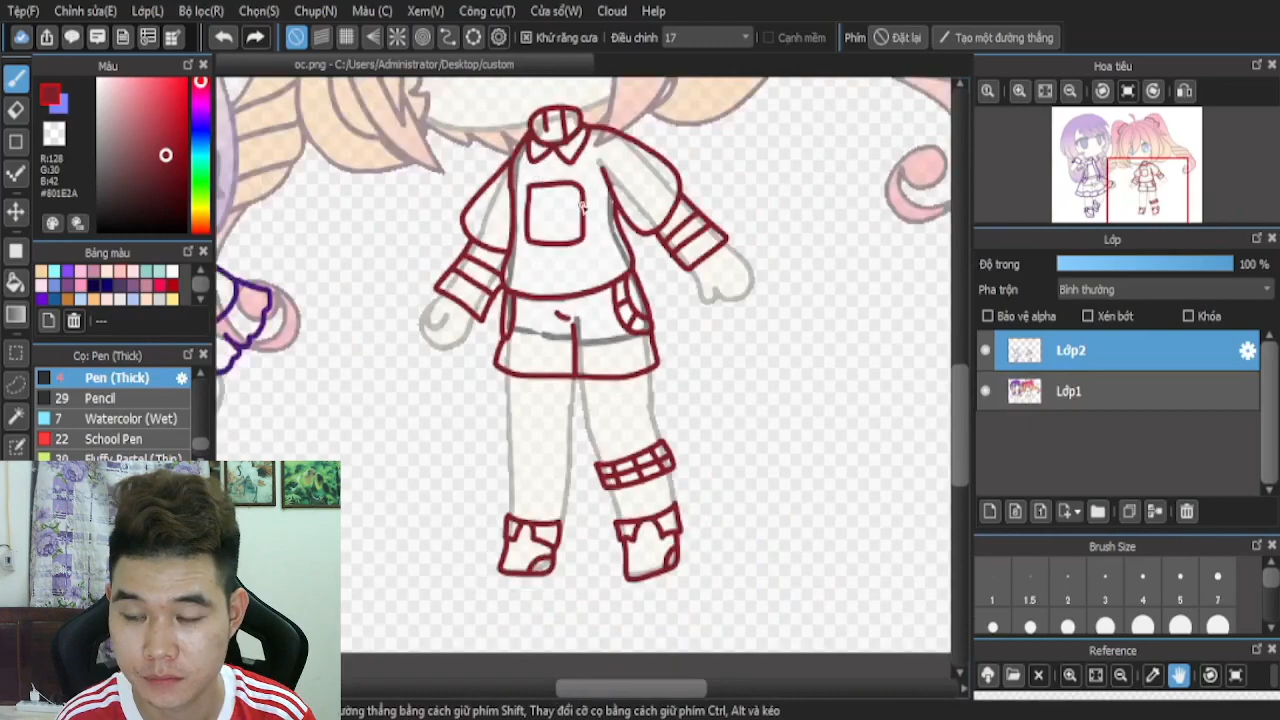 Tệp(F) Chỉnh sửa(E) Lớp(L) Bộ lọc(R) Chọn(S) Chụp(N) Màu (C) Xem(V) Công cụ(T) Cửa sổ(W) Cloud Help
Khử răng cưa Điều chỉnh 17 Cạnh mềm Phím Đặt lại Tạo một đường thẳng
Màu
oc.png - C:/Users/Administrator/Desktop/custom
Hoa tiêu
R:128
G:30
B:42
#801E2A
Bảng màu
---
Cọ: Pen (Thick)
4 Pen (Thick)
29 Pencil
7 Watercolor (Wet)
22 School Pen
30 Fluffy Pastel (Thin)
Lớp
Độ trong 100 %
Pha trộn Bình thường
Bảo vệ alpha Xén bớt Khóa
Lớp2
Lớp1
Brush Size
1 1.5 2 3 4 5 7
Reference
ường thẳng bằng cách giữ phím Shift, Thay đổi cỡ cọ bằng cách giữ phím Ctrl, Alt và kéo